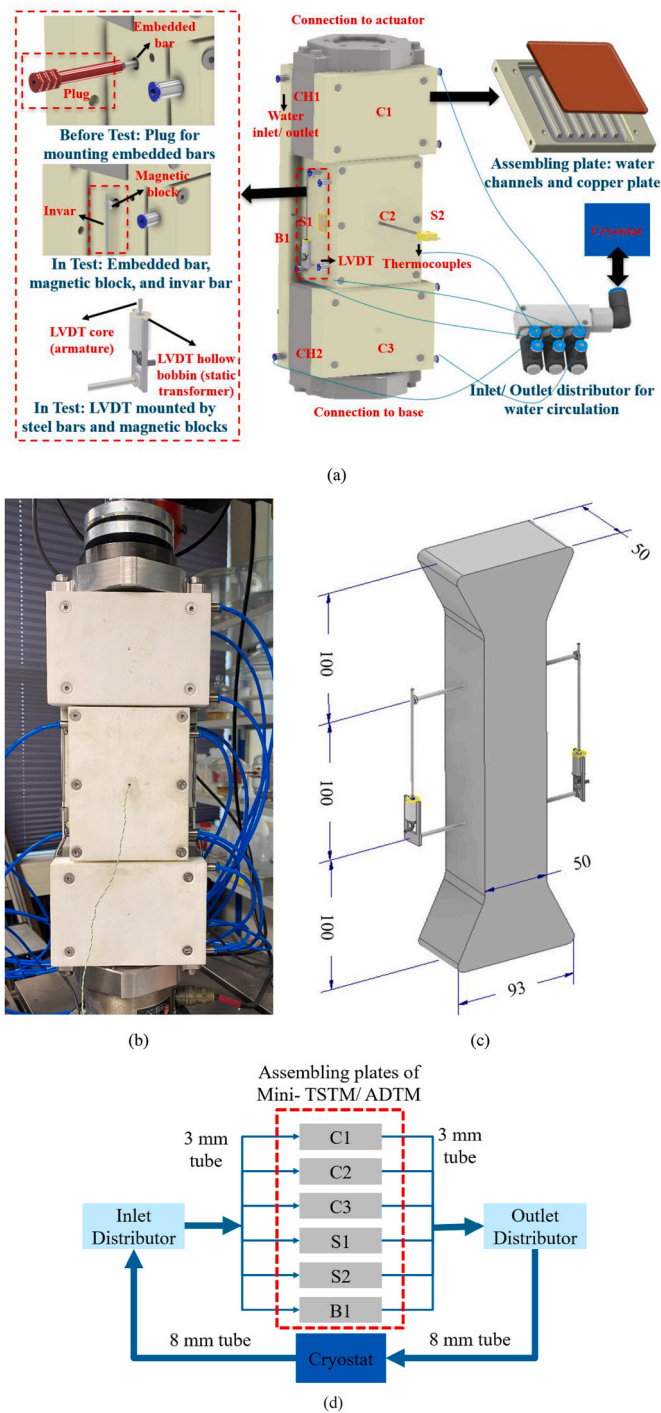 Connection to actuator
Embedded
bar
Plug
Before Test: Plug for
mounting embedded bars
Magnetic
block
Invar
In Test: Embedded bar,
magnetic block, and invar bar
LVDT core
(armature)
LVDT hollow
bobbin (static
transformer)
In Test: LVDT mounted by
steel bars and magnetic blocks
CH1
Water
inlet/ outlet
C1
S1
B1
C2
S2
LVDT
Thermocouples
CH2
C3
Connection to base
Assembling plate: water
channels and copper plate
Cryostat
Inlet/ Outlet distributor for
water circulation
(a)
(b)
50
100
100
100
50
93
(c)
Assembling plates of
Mini- TSTM/ ADTM
3 mm
tube
C1
C2
C3
S1
S2
B1
3 mm
tube
Inlet
Distributor
Outlet
Distributor
8 mm tube
Cryostat
8 mm tube
(d)